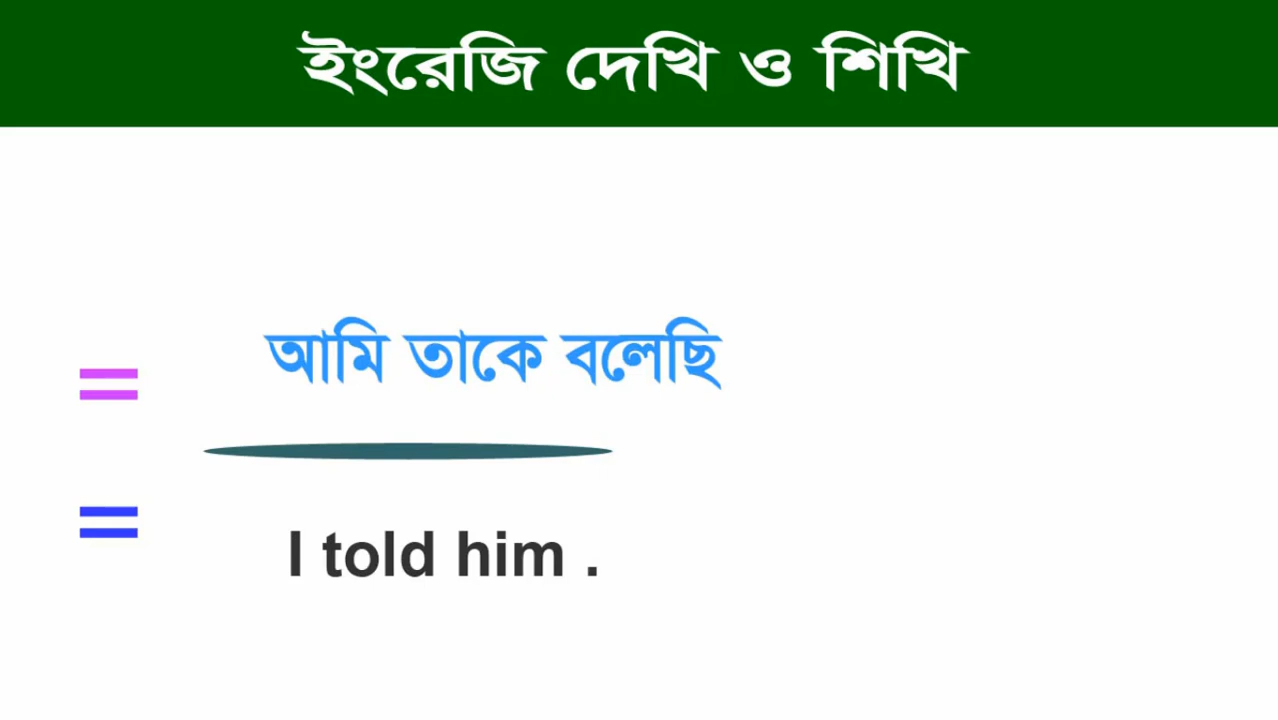 ইংরেজি দেখি ও শিখি
= আমি তাকে বলেছি
= I told him .